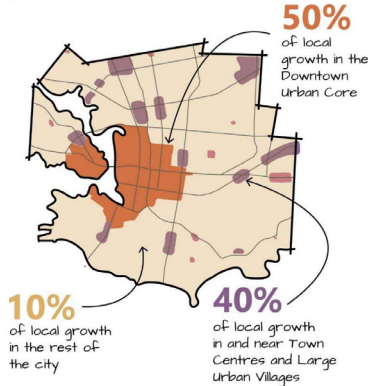 50%
of local
growth in the
Downtown
Urban Core
10%
of local growth
in the rest of
the city
40%
of local growth
in and near Town
Centres and Large
Urban Villages